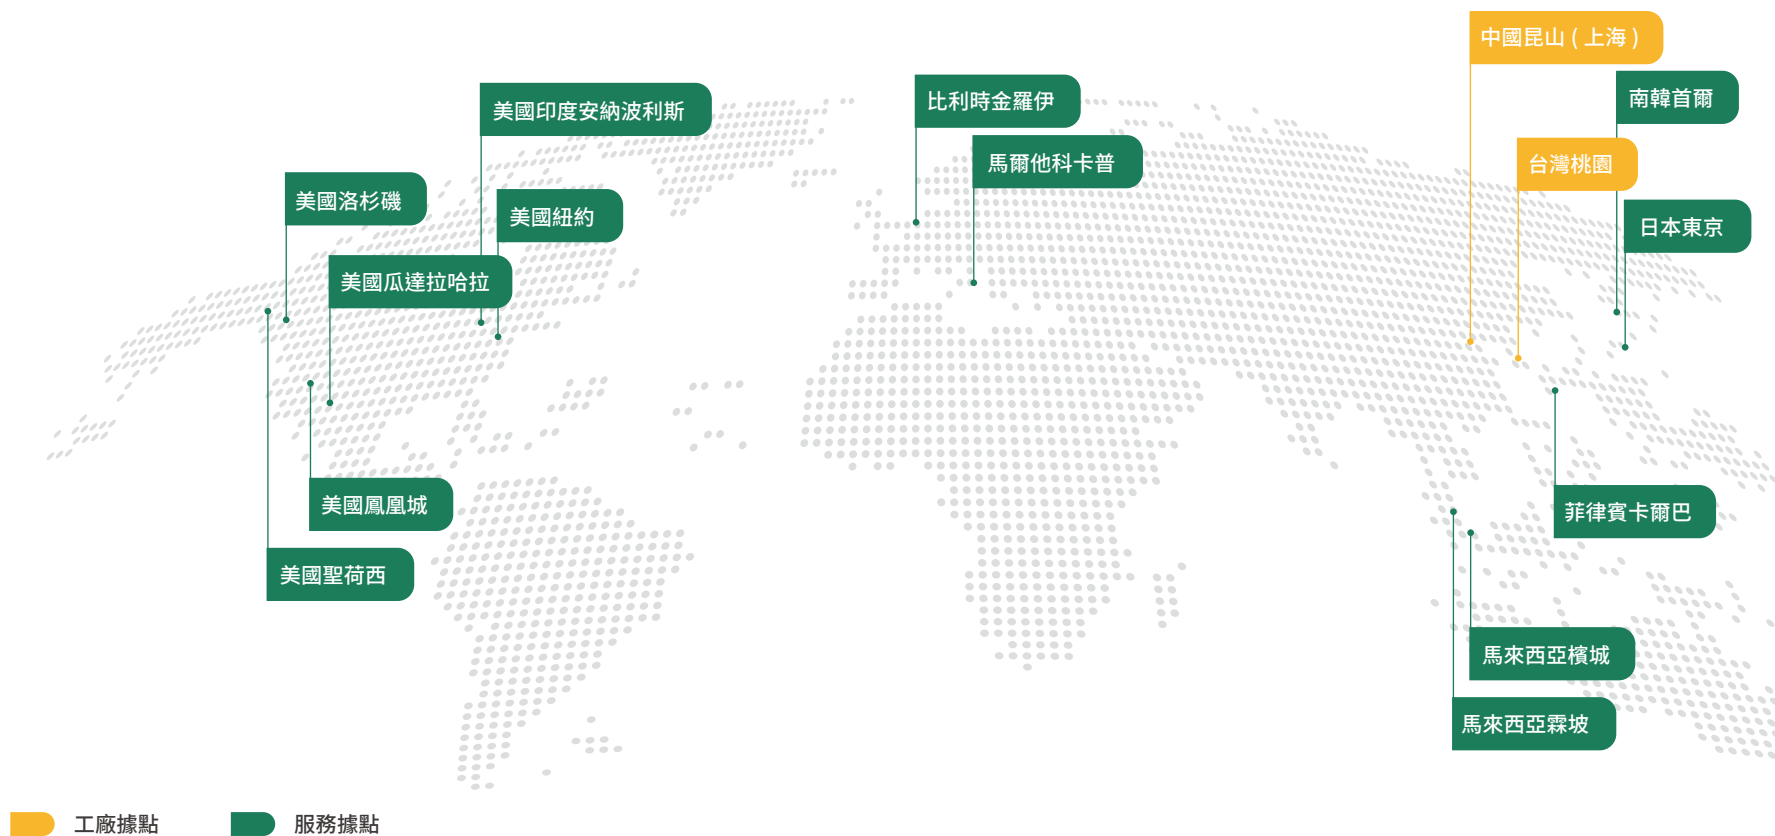 中國昆山 ( 上海 )
美國印度安納波利斯
比利時金羅伊
南韓首爾
馬爾他科卡普
台灣桃園
美國洛杉磯
美國紐約
日本東京
美國瓜達拉哈拉
美國鳳凰城
菲律賓卡爾巴
美國聖荷西
馬來西亞檳城
馬來西亞霖坡
工廠據點
服務據點